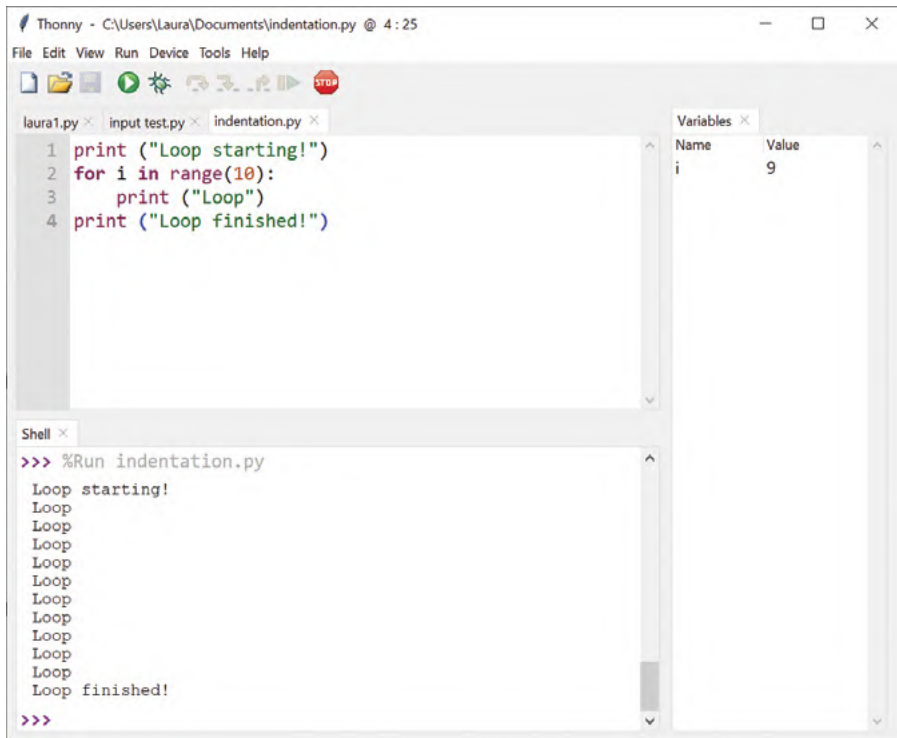 Thonny - C:\Users\Laura\Documents\indentation.py @ 4:25
File Edit View Run Device Tools Help
STOP
laura1.py × input test.py × indentation.py ×
1 print ("Loop starting!")
2 for i in range(10):
3     print ("Loop")
4 print ("Loop finished!")
Variables ×
Name Value
i 9
Shell ×
>>> %Run indentation.py
Loop starting!
Loop
Loop
Loop
Loop
Loop
Loop
Loop
Loop
Loop
Loop
Loop finished!
>>>